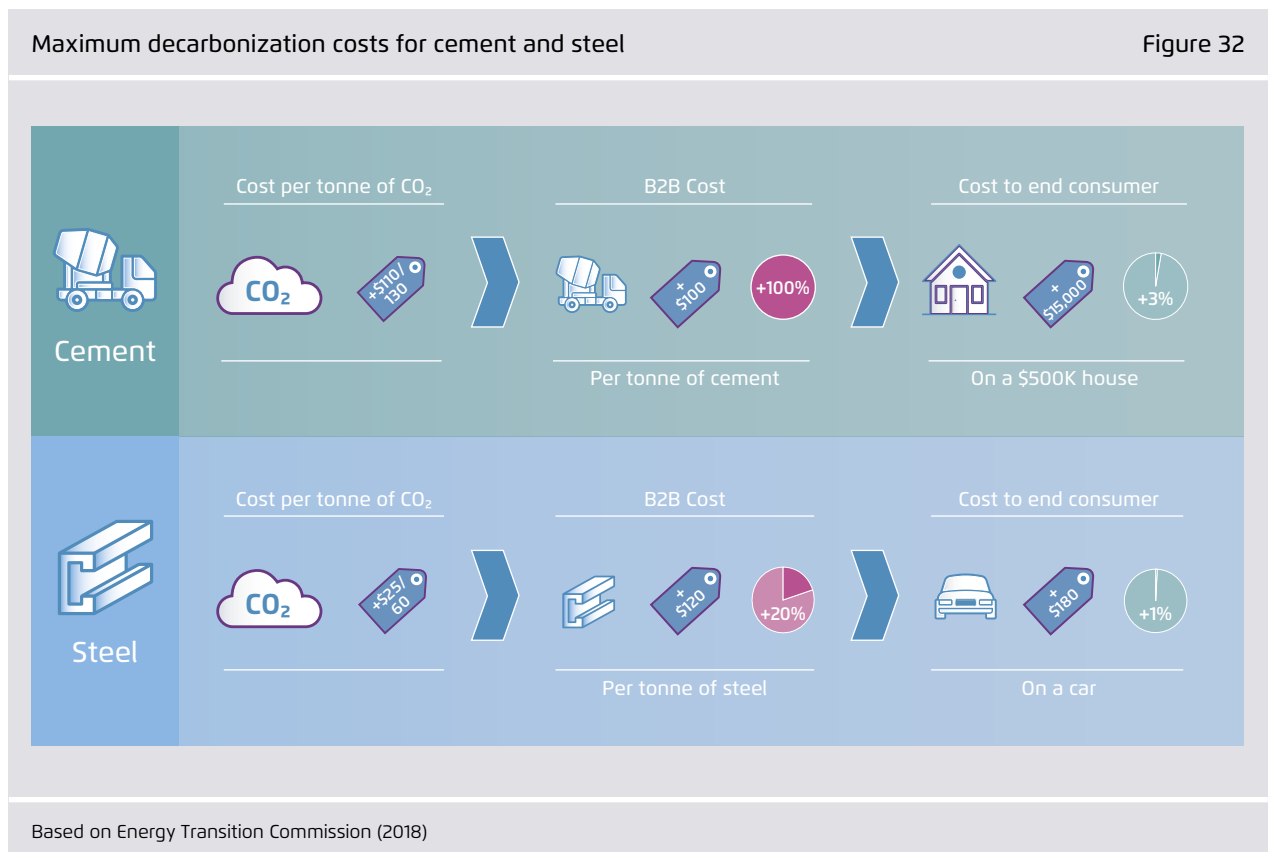 Maximum decarbonization costs for cement and steel
Figure 32
Cement
Cost per tonne of CO₂
CO₂
+$110/
130
B2B Cost
+
$100
+100%
Per tonne of cement
Cost to end consumer
+
$15,000
+3%
On a $500K house
Steel
Cost per tonne of CO₂
CO₂
+$25/
60
B2B Cost
+
$120
+20%
Per tonne of steel
Cost to end consumer
+
$180
+1%
On a car
Based on Energy Transition Commission (2018)